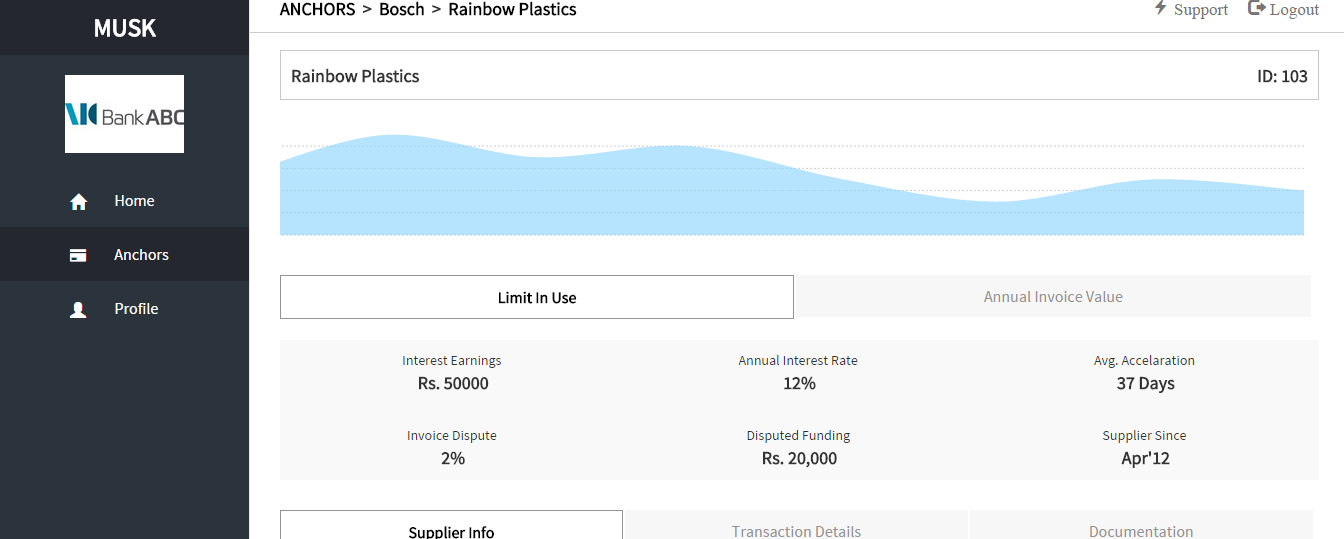 MUSK
Bank ABC
Home
Anchors
Profile
ANCHORS > Bosch > Rainbow Plastics
Support Logout
Rainbow Plastics ID: 103
Limit In Use Annual Invoice Value
Interest Earnings Annual Interest Rate Avg. Accelaration
Rs. 50000 12% 37 Days
Invoice Dispute Disputed Funding Supplier Since
2% Rs. 20,000 Apr'12
Supplier Info Transaction Details Documentation